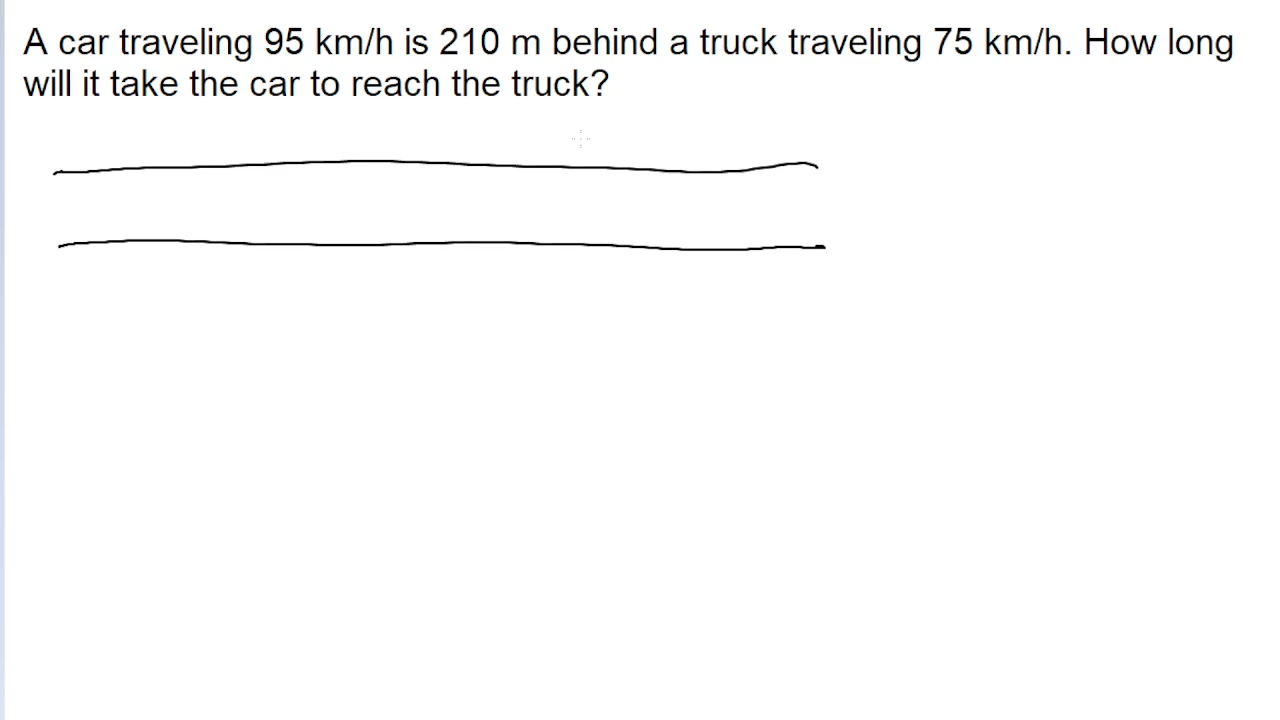 A car traveling 95 km/h is 210 m behind a truck traveling 75 km/h. How long
will it take the car to reach the truck?